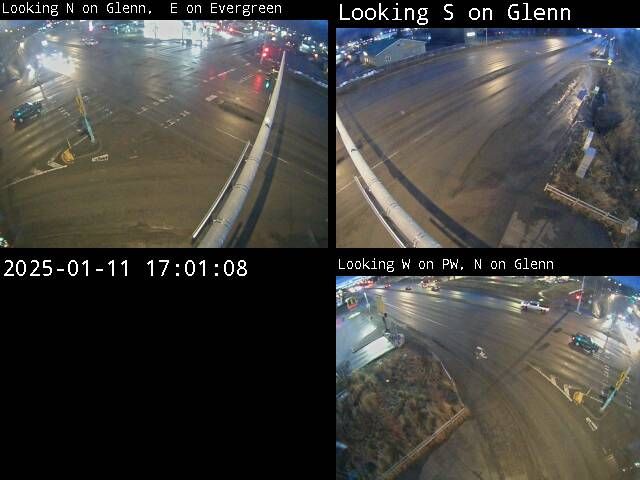 Looking N on Glenn,  E on Evergreen
Looking S on Glenn
2025-01-11 17:01:08
Looking W on PW, N on Glenn